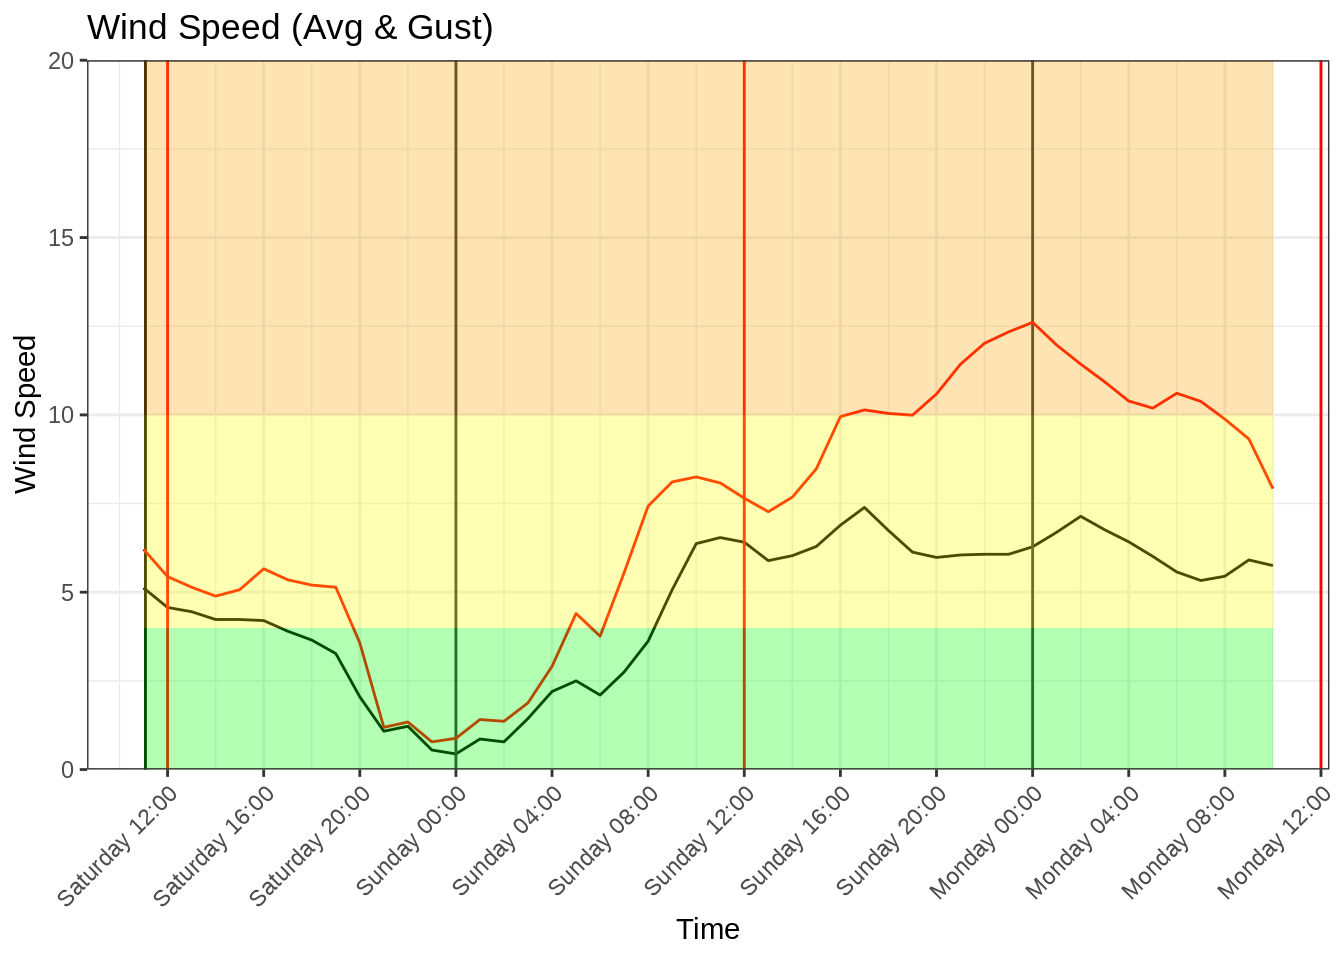 Wind Speed (Avg & Gust)
20
15
10
5
0
Wind Speed
Saturday 12:00
Saturday 16:00
Saturday 20:00
Sunday 00:00
Sunday 04:00
Sunday 08:00
Sunday 12:00
Sunday 16:00
Sunday 20:00
Monday 00:00
Monday 04:00
Monday 08:00
Monday 12:00
Time